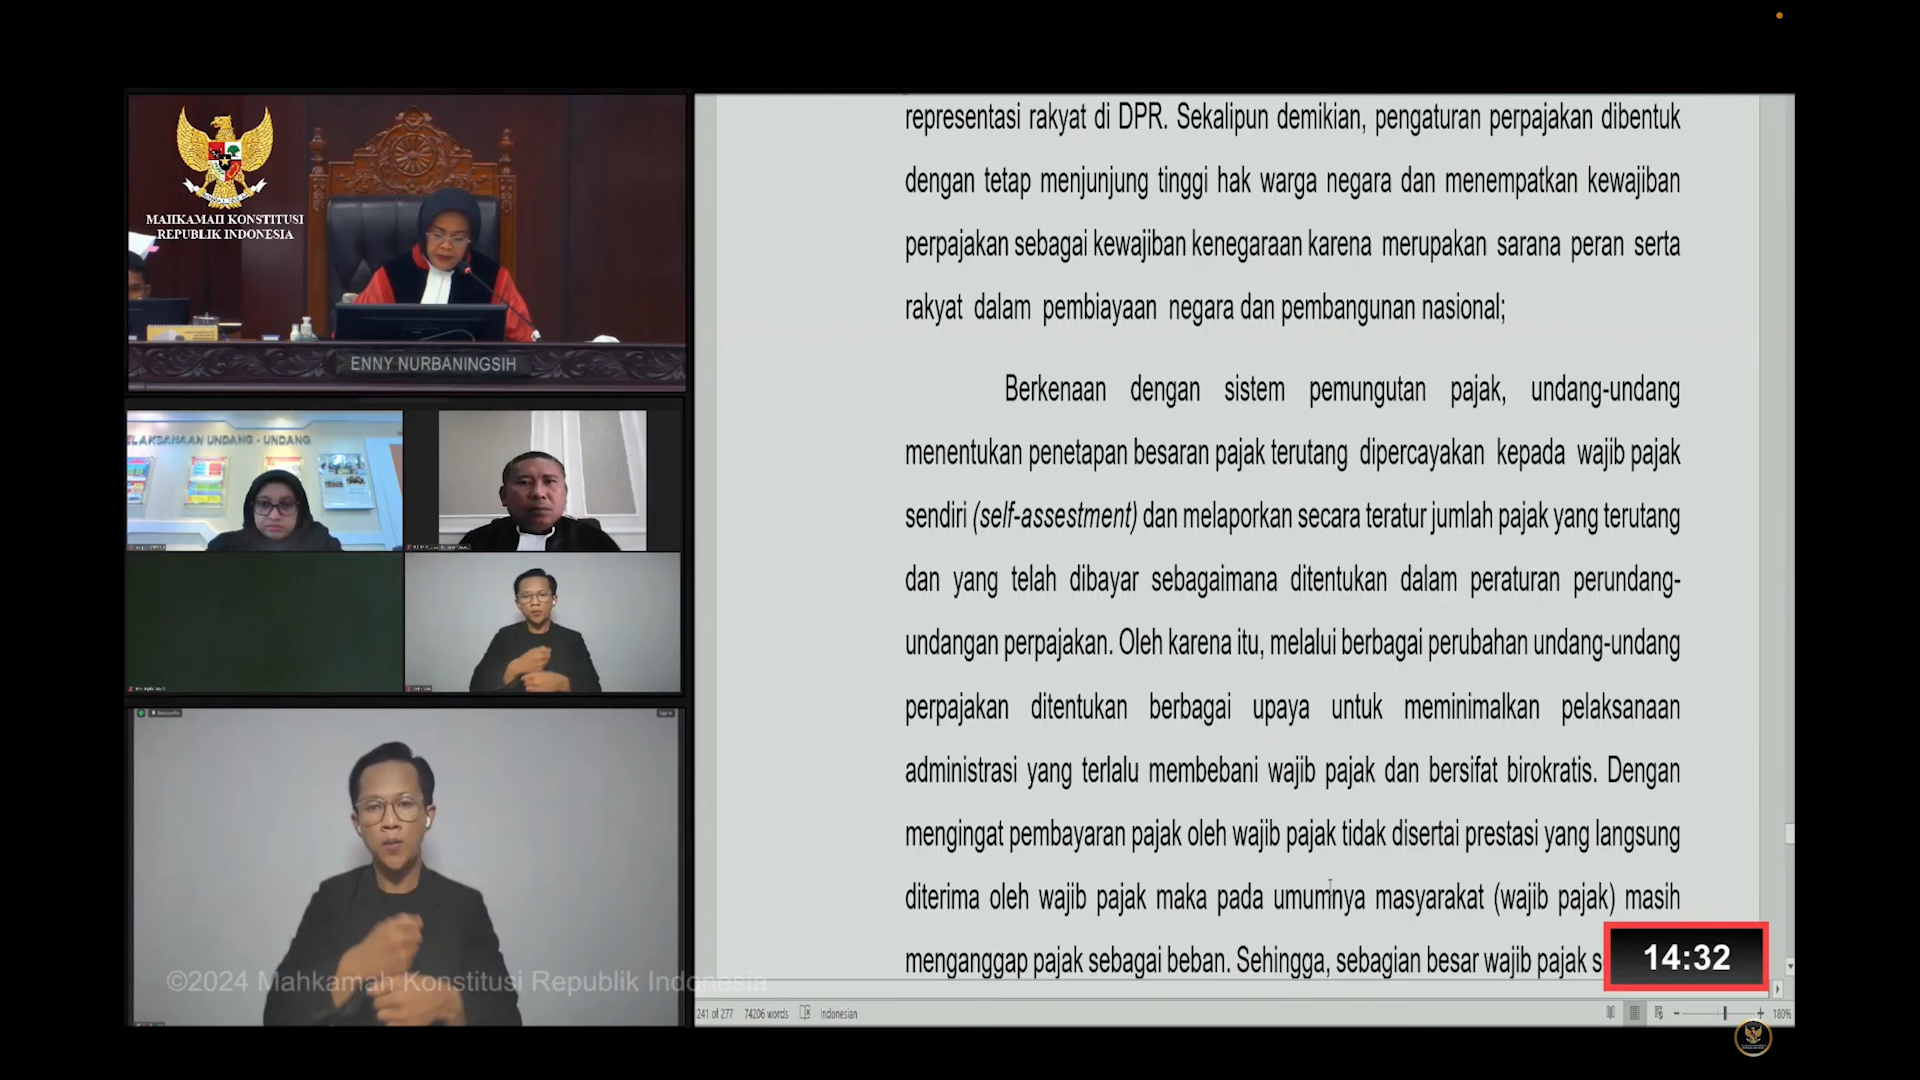 MAHKAMAH KONSTITUSI
REPUBLIK INDONESIA
ENNY NURBANINGSIH
UNDANG - UNDANG
©2024 Mahkamah Konstitusi Republik Indonesia
representasi rakyat di DPR. Sekalipun demikian, pengaturan perpajakan dibentuk
dengan tetap menjunjung tinggi hak warga negara dan menempatkan kewajiban
perpajakan sebagai kewajiban kenegaraan karena merupakan sarana peran serta
rakyat dalam pembiayaan negara dan pembangunan nasional;
Berkenaan dengan sistem pemungutan pajak, undang-undang
menentukan penetapan besaran pajak terutang dipercayakan kepada wajib pajak
sendiri (self-assestment) dan melaporkan secara teratur jumlah pajak yang terutang
dan yang telah dibayar sebagaimana ditentukan dalam peraturan perundang-
undangan perpajakan. Oleh karena itu, melalui berbagai perubahan undang-undang
perpajakan ditentukan berbagai upaya untuk meminimalkan pelaksanaan
administrasi yang terlalu membebani wajib pajak dan bersifat birokratis. Dengan
mengingat pembayaran pajak oleh wajib pajak tidak disertai prestasi yang langsung
diterima oleh wajib pajak maka pada umumnya masyarakat (wajib pajak) masih
menganggap pajak sebagai beban. Sehingga, sebagian besar wajib pajak s
14:32
241 of 277 74206 words Indonesian 180%